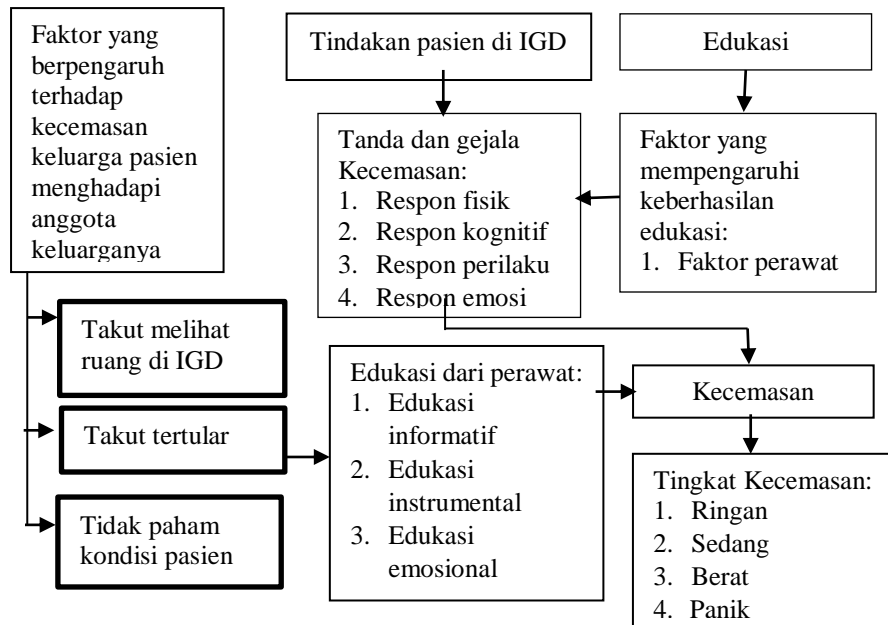 Faktor yang
berpengaruh
terhadap
kecemasan
keluarga pasien
menghadapi
anggota
keluarganya
Tindakan pasien di IGD
Edukasi
Tanda dan gejala
Kecemasan:
1. Respon fisik
2. Respon kognitif
3. Respon perilaku
4. Respon emosi
Faktor yang
mempengaruhi
keberhasilan
edukasi:
1. Faktor perawat
Takut melihat
ruang di IGD
Takut tertular
Tidak paham
kondisi pasien
Edukasi dari perawat:
1. Edukasi
informatif
2. Edukasi
instrumental
3. Edukasi
emosional
Kecemasan
Tingkat Kecemasan:
1. Ringan
2. Sedang
3. Berat
4. Panik